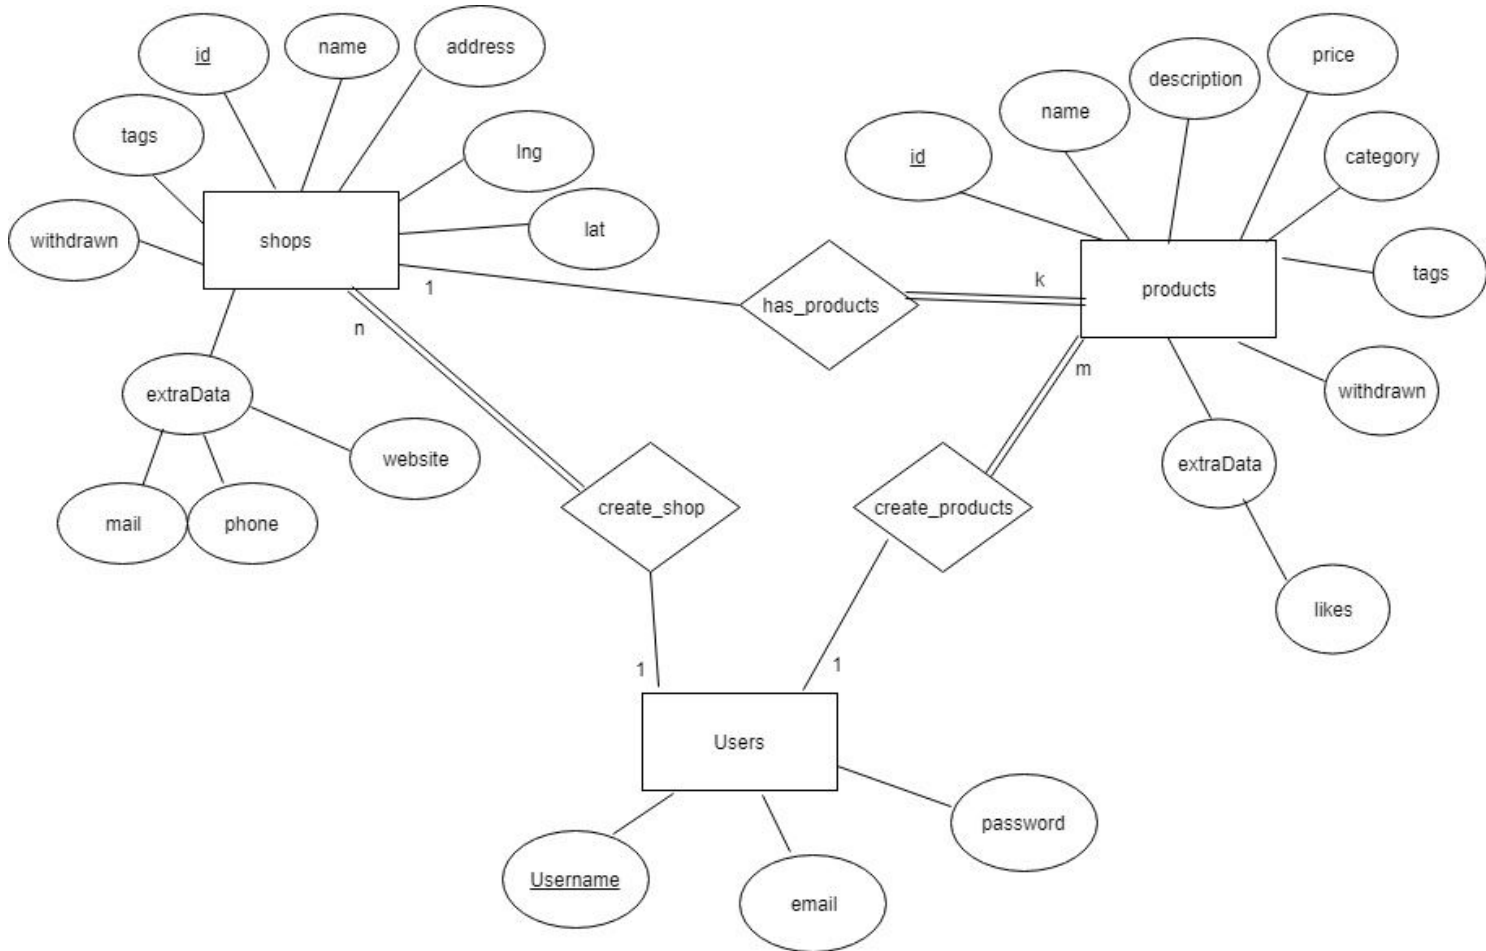 id
name
address
tags
lng
withdrawn
shops
lat
1
n
extraData
website
mail
phone
has_products
k
create_shop
create_products
m
id
name
description
price
category
tags
products
withdrawn
extraData
likes
1
1
Users
Username
email
password